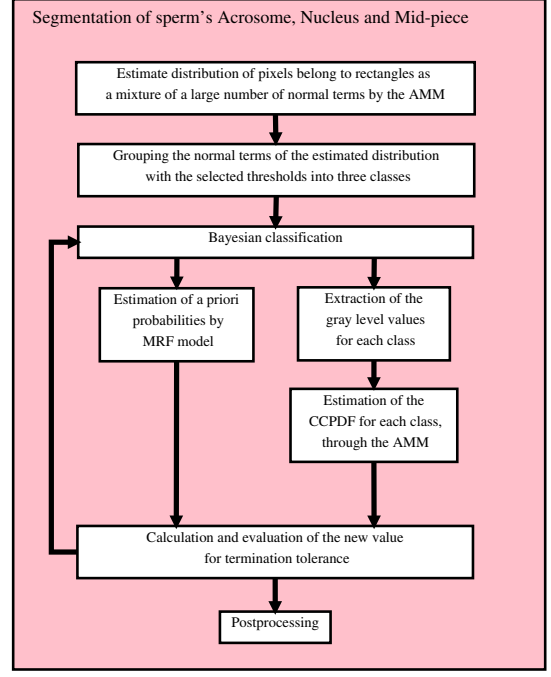 Segmentation of sperm's Acrosome, Nucleus and Mid-piece
Estimate distribution of pixels belong to rectangles as
a mixture of a large number of normal terms by the AMM
Grouping the normal terms of the estimated distribution
with the selected thresholds into three classes
Bayesian classification
Estimation of a priori
probabilities by
MRF model
Extraction of the
gray level values
for each class
Estimation of the
CCPDF for each class,
through the AMM
Calculation and evaluation of the new value
for termination tolerance
Postprocessing